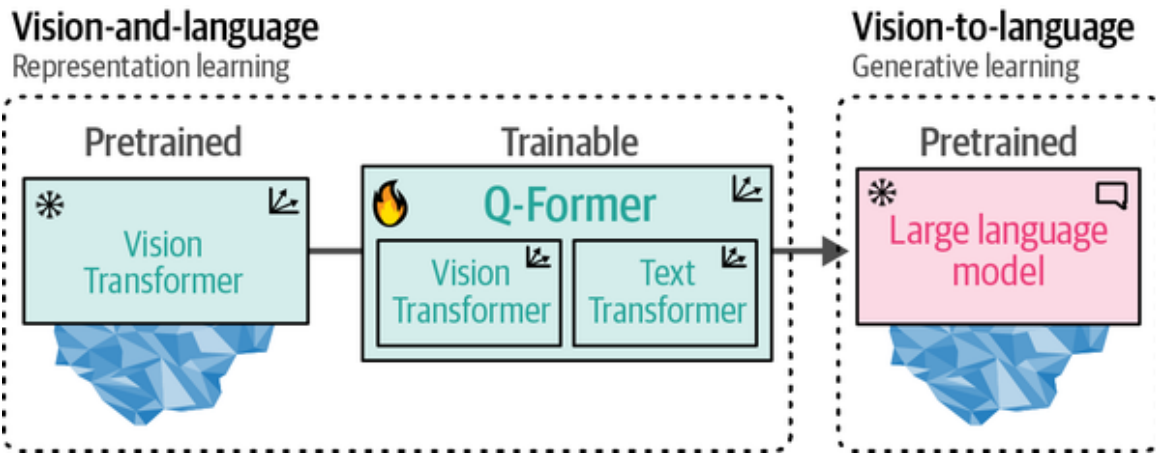 Vision-and-language
Representation learning
Vision-to-language
Generative learning
Pretrained
Trainable
Pretrained
Vision
Transformer
Q-Former
Vision
Transformer
Text
Transformer
Large language
model